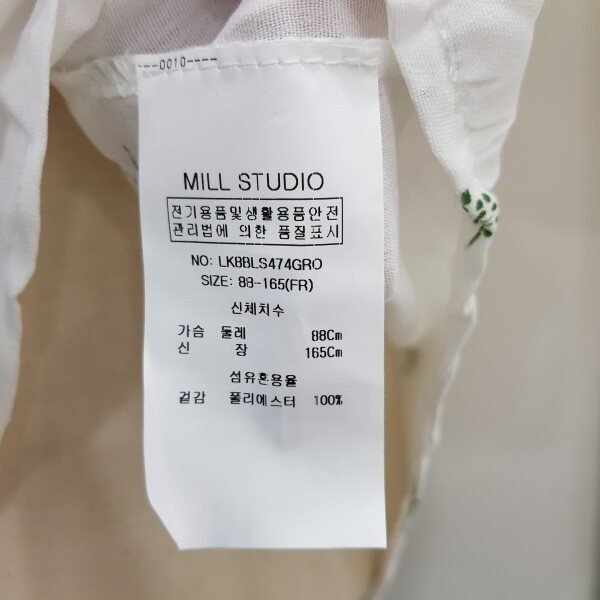 ---0010----
MILL STUDIO
전기용품및생활용품안전
관리법에 의한 품질표시
NO: LK8BLS474GRO
SIZE: 88-165(FR)
신체치수
가슴 둘레 88Cm
신 장 165Cm
섬유혼용율
겉감 폴리에스터 100%